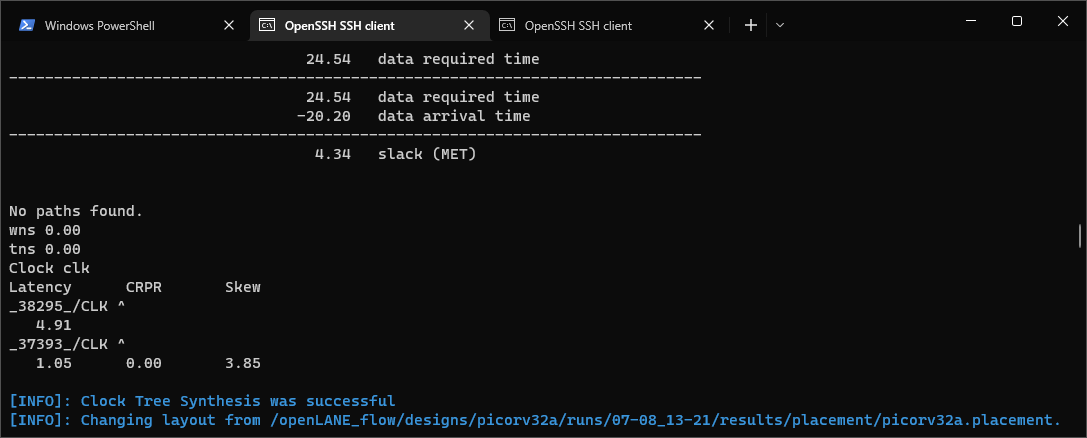 Windows PowerShell
OpenSSH SSH client
OpenSSH SSH client
24.54 data required time
-----------------------------------------------------------------------------
24.54 data required time
-20.20 data arrival time
-----------------------------------------------------------------------------
4.34 slack (MET)
No paths found.
wns 0.00
tns 0.00
Clock clk
Latency CRPR Skew
_38295_/CLK ^
4.91
_37393_/CLK ^
1.05 0.00 3.85
[INFO]: Clock Tree Synthesis was successful
[INFO]: Changing layout from /openLANE_flow/designs/picorv32a/runs/07-08_13-21/results/placement/picorv32a.placement.